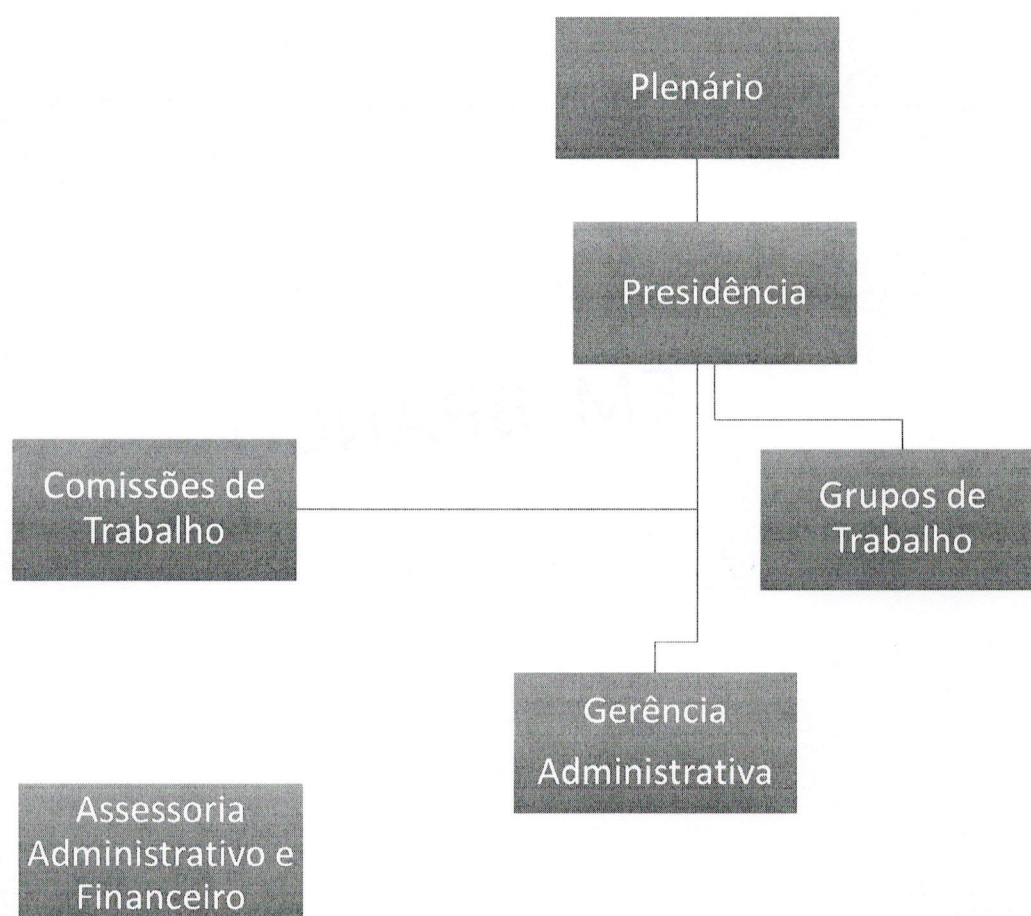 Plenário
Presidência
Comissões de
Trabalho
Grupos de
Trabalho
Gerência
Administrativa
Assessoria
Administrativo e
Financeiro